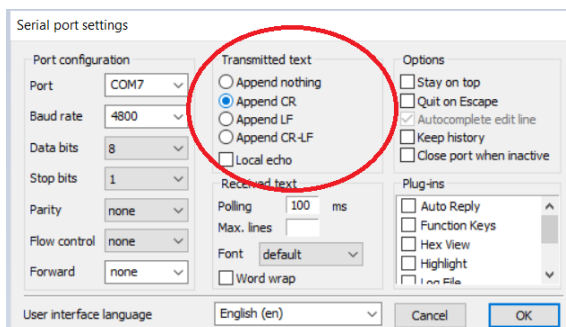 Serial port settings
Port configuration
Port COM7
Baud rate 4800
Data bits 8
Stop bits 1
Parity none
Flow control none
Forward none
Transmitted text
Append nothing
Append CR
Append LF
Append CR-LF
Local echo
Received text
Polling 100 ms
Max. lines
Font default
Word wrap
Options
Stay on top
Quit on Escape
Autocomplete edit line
Keep history
Close port when inactive
Plug-ins
Auto Reply
Function Keys
Hex View
Highlight
Log File
User interface language English (en)
Cancel OK